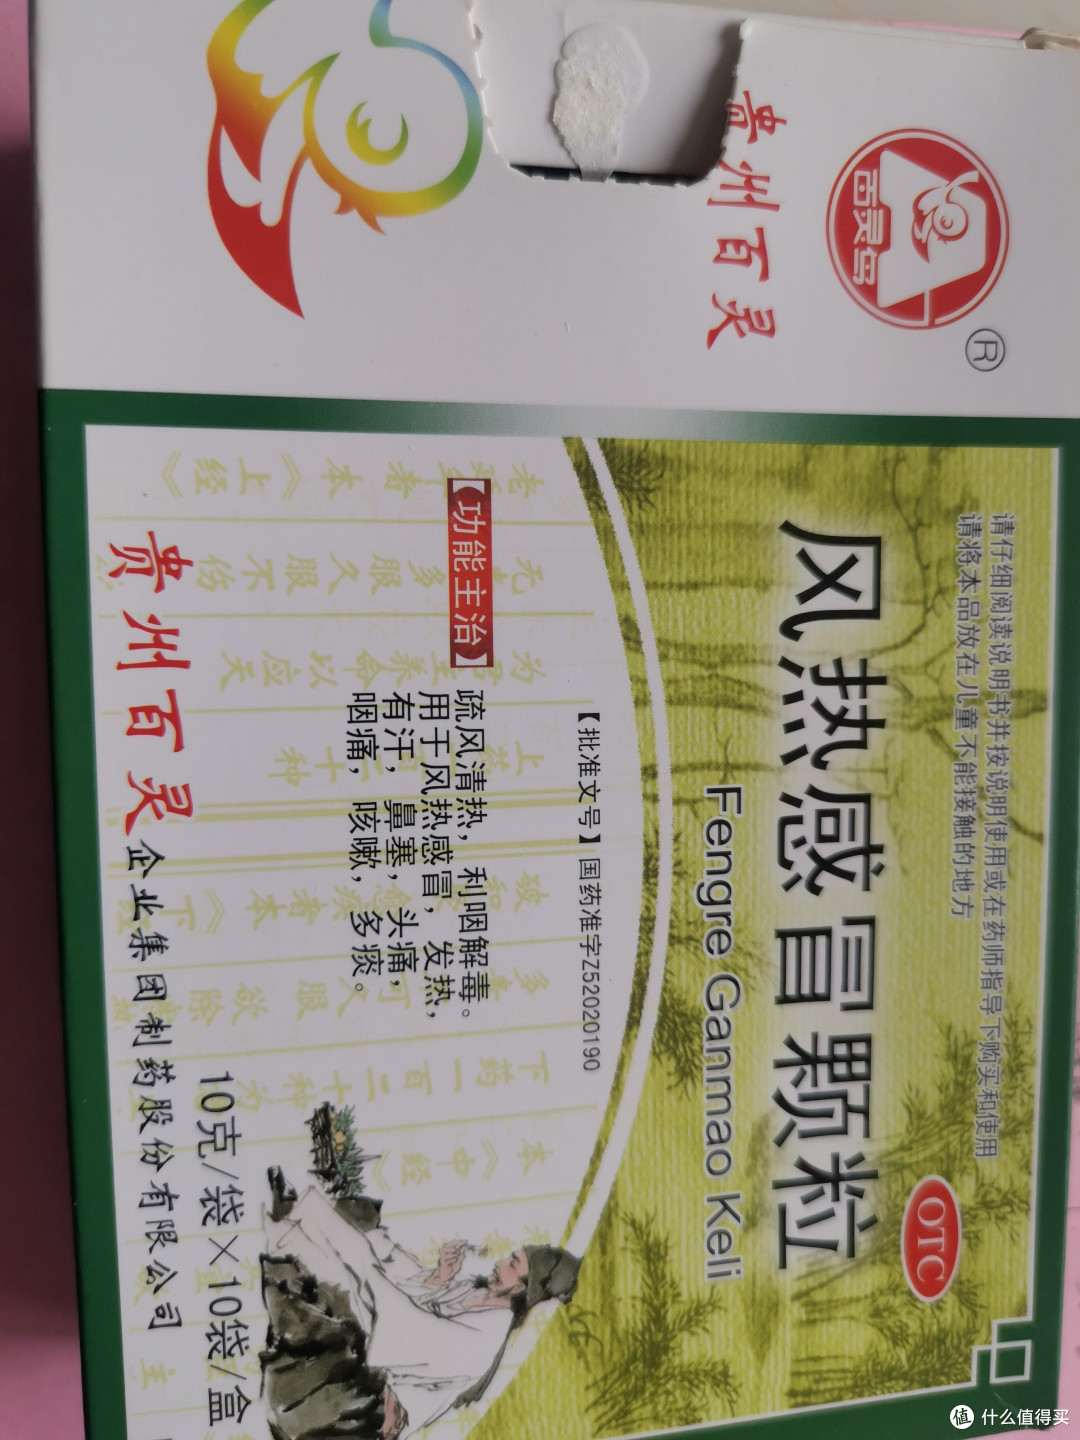 百灵鸟
®
贵州百灵
请仔细阅读说明书并按说明使用或在药师指导下购买和使用
请将本品放在儿童不能接触的地方
OTC
风热感冒颗粒
Fengre Ganmao Keli
【批准文号】国药准字Z52020190
【功能主治】
疏风清热，利咽解毒。
用于风热感冒，发热，
有汗，鼻塞，头痛，
咽痛，咳嗽，多痰。
10克/袋×10袋/盒
贵州百灵企业集团制药股份有限公司
值 什么值得买